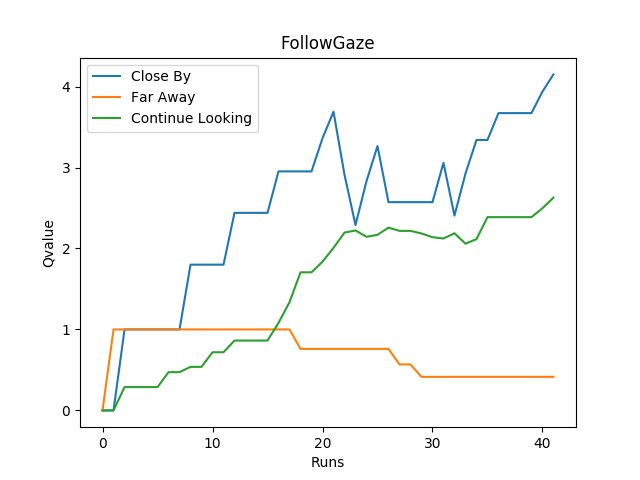 FollowGaze
Close By
Far Away
Continue Looking
Qvalue
4
3
2
1
0
0 10 20 30 40
Runs